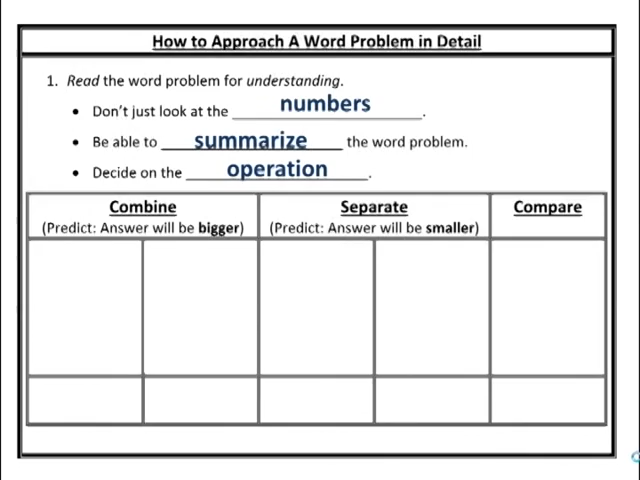 How to Approach A Word Problem in Detail
1. Read the word problem for understanding.
• Don't just look at the numbers.
• Be able to summarize the word problem.
• Decide on the operation.
Combine
(Predict: Answer will be bigger)
Separate
(Predict: Answer will be smaller)
Compare